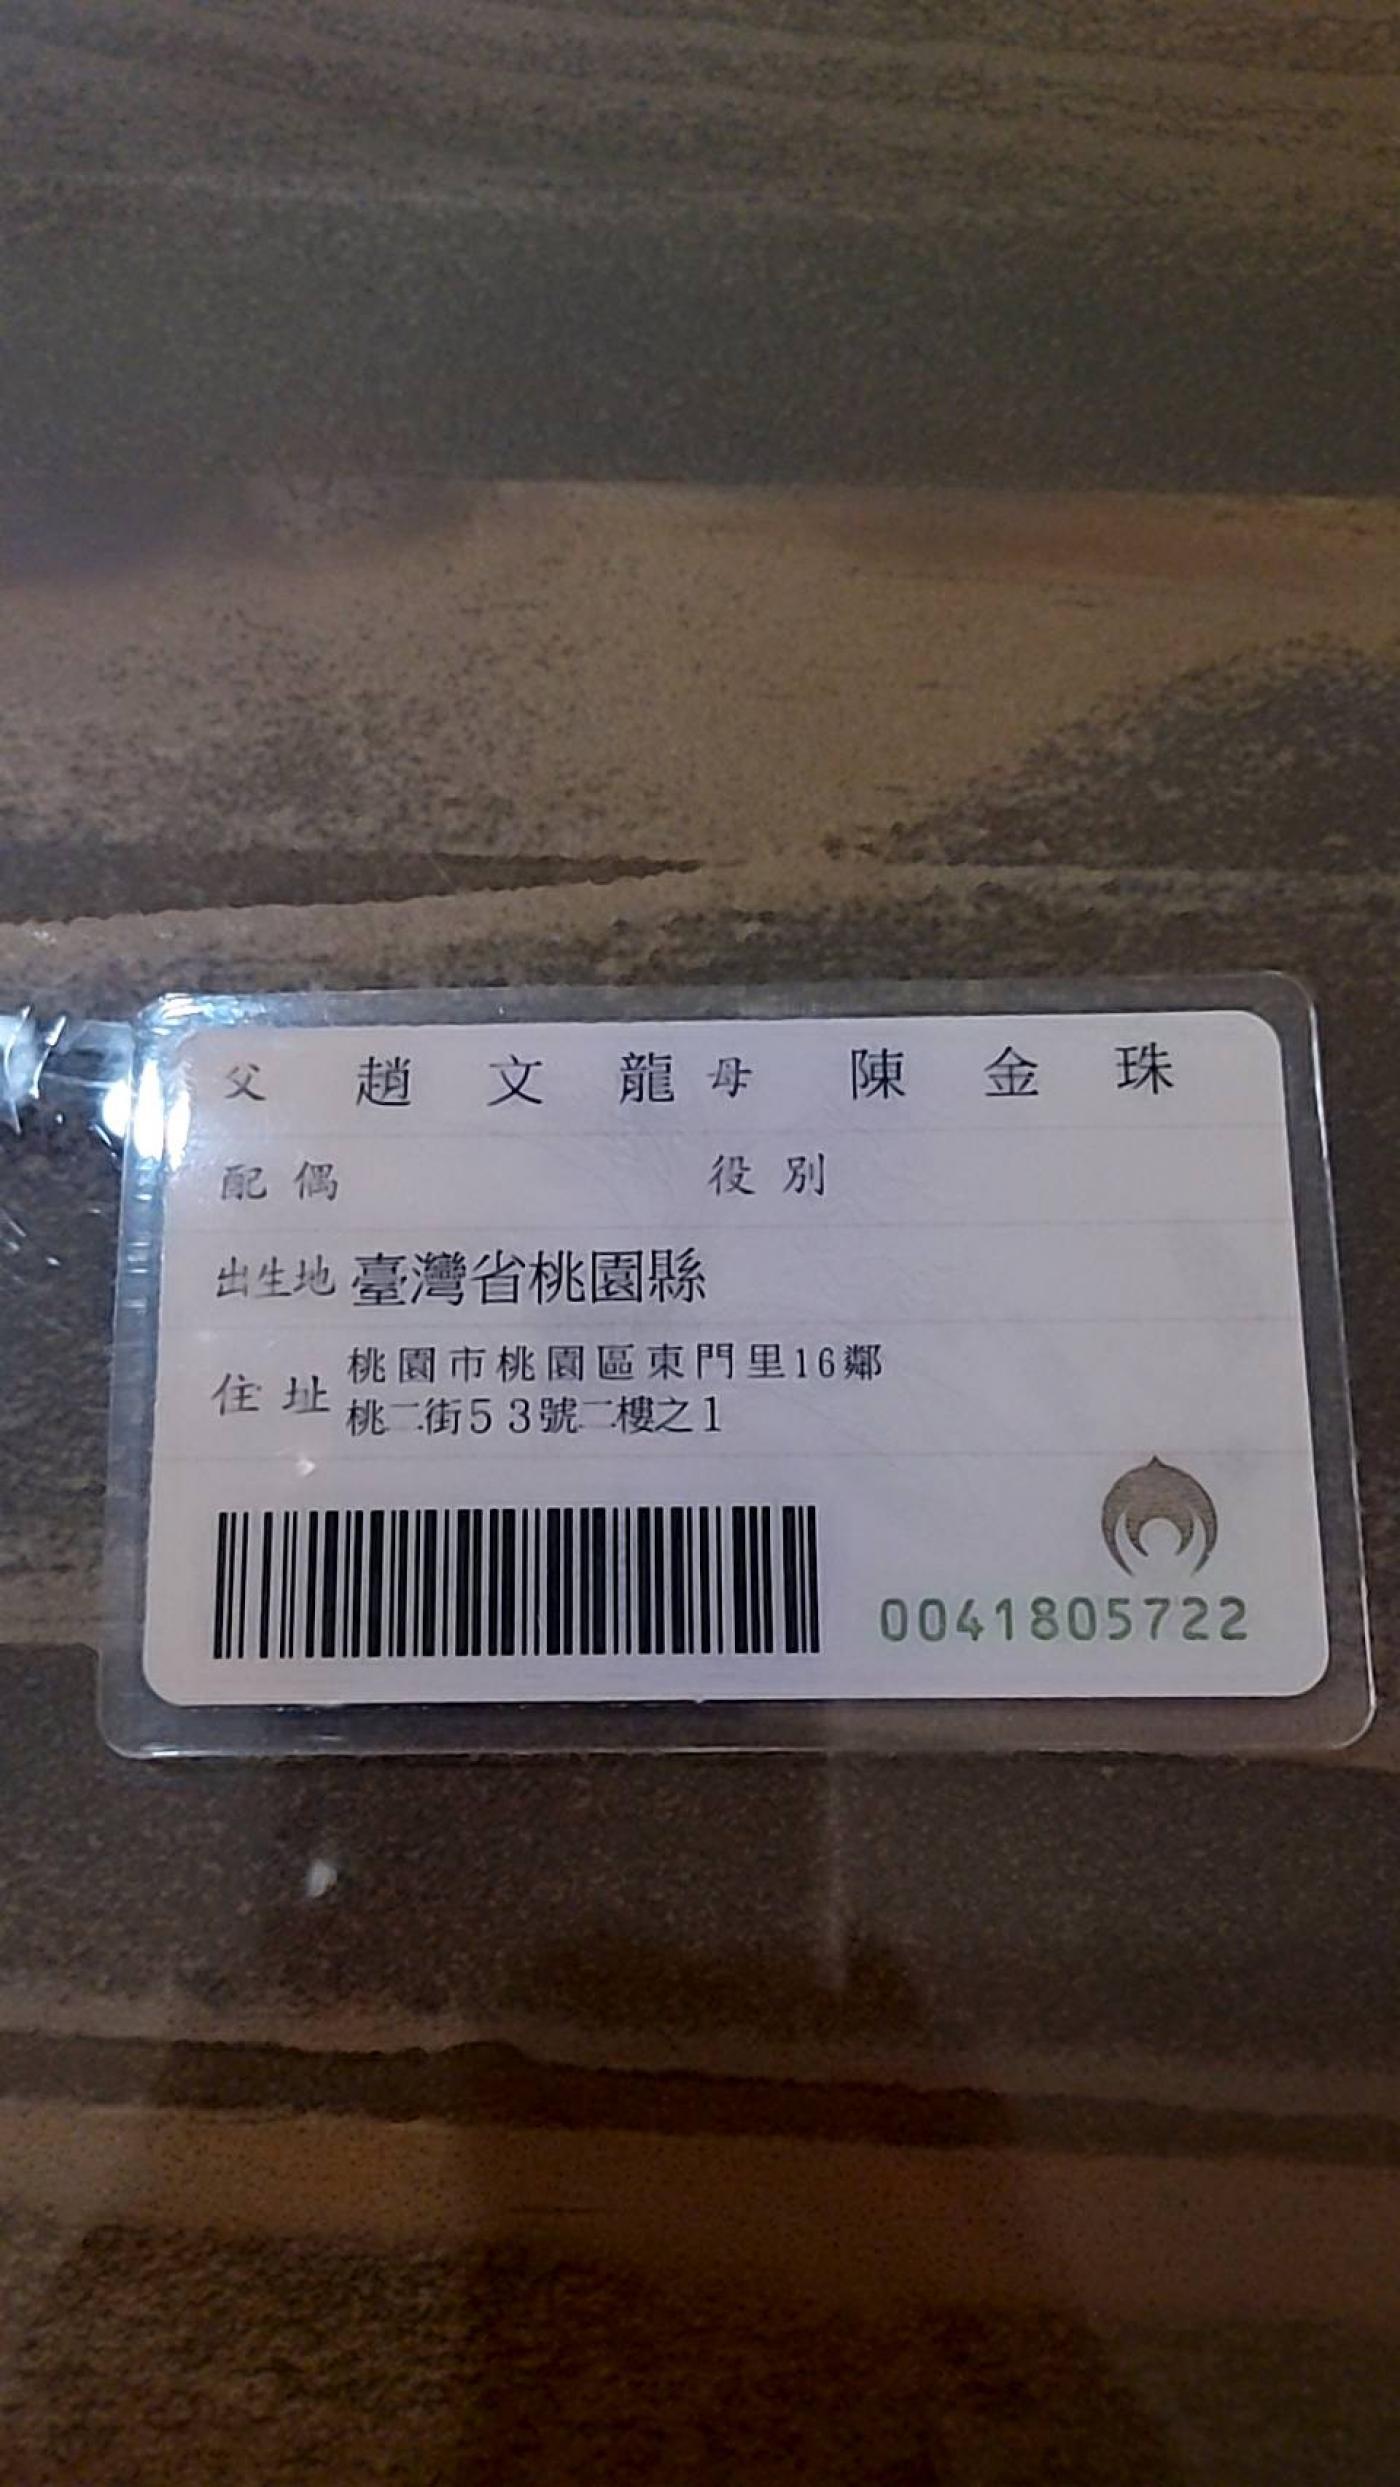 父 趙文龍 母 陳金珠
配偶 役別
出生地 臺灣省桃園縣
住址 桃園市桃園區東門里16鄰
桃二街53號二樓之1
0041805722